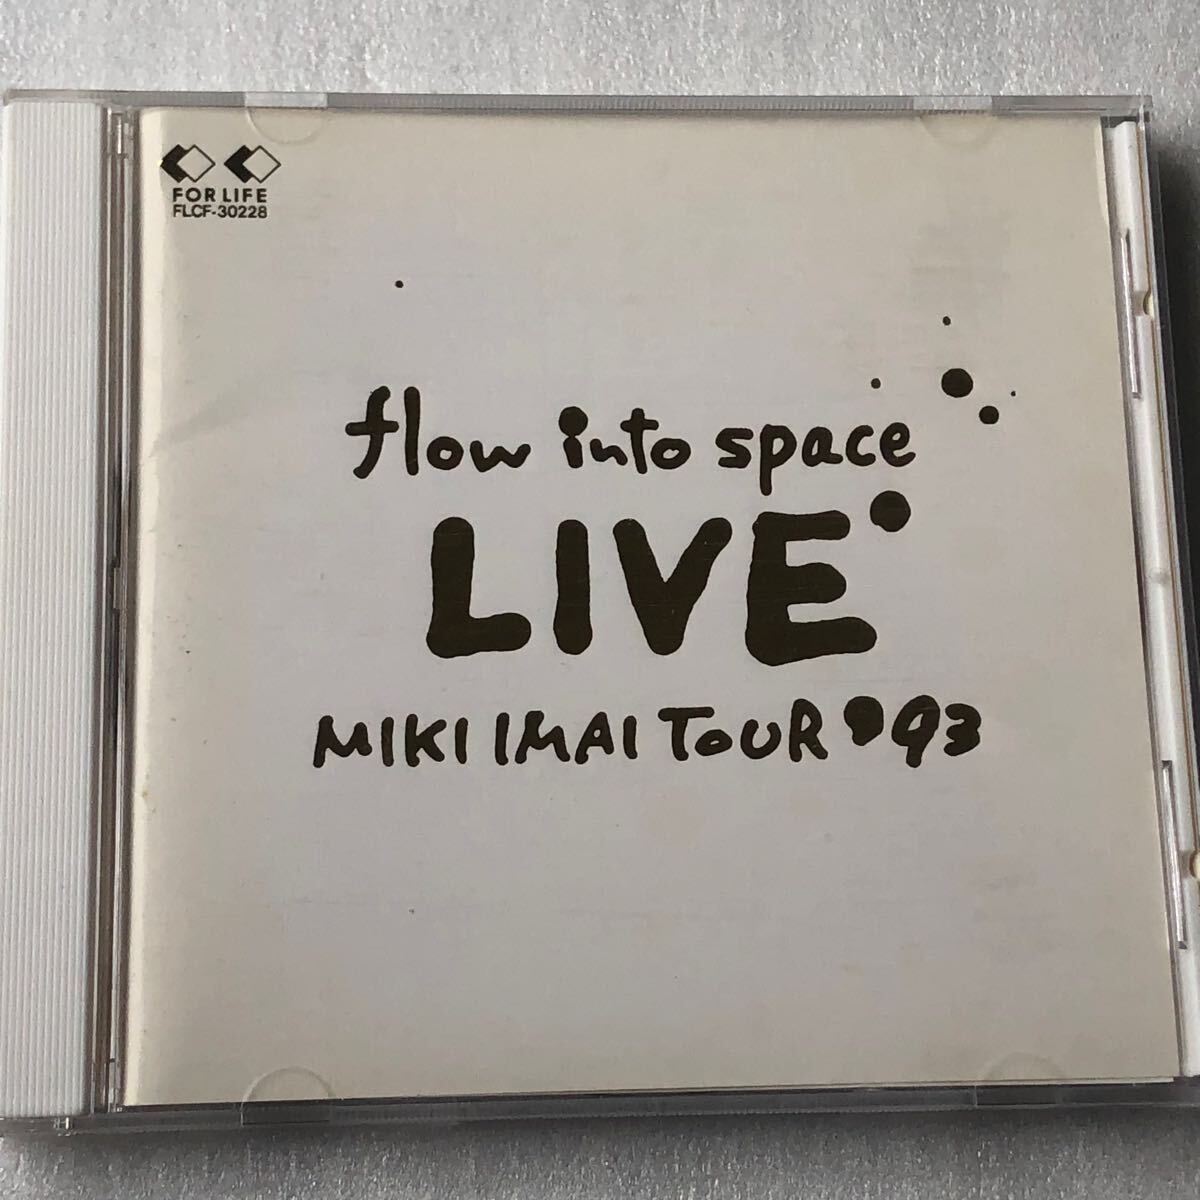 FOR LIFE
FLCF-30228
flow into space
LIVE
MIKI IMAI TOUR '93